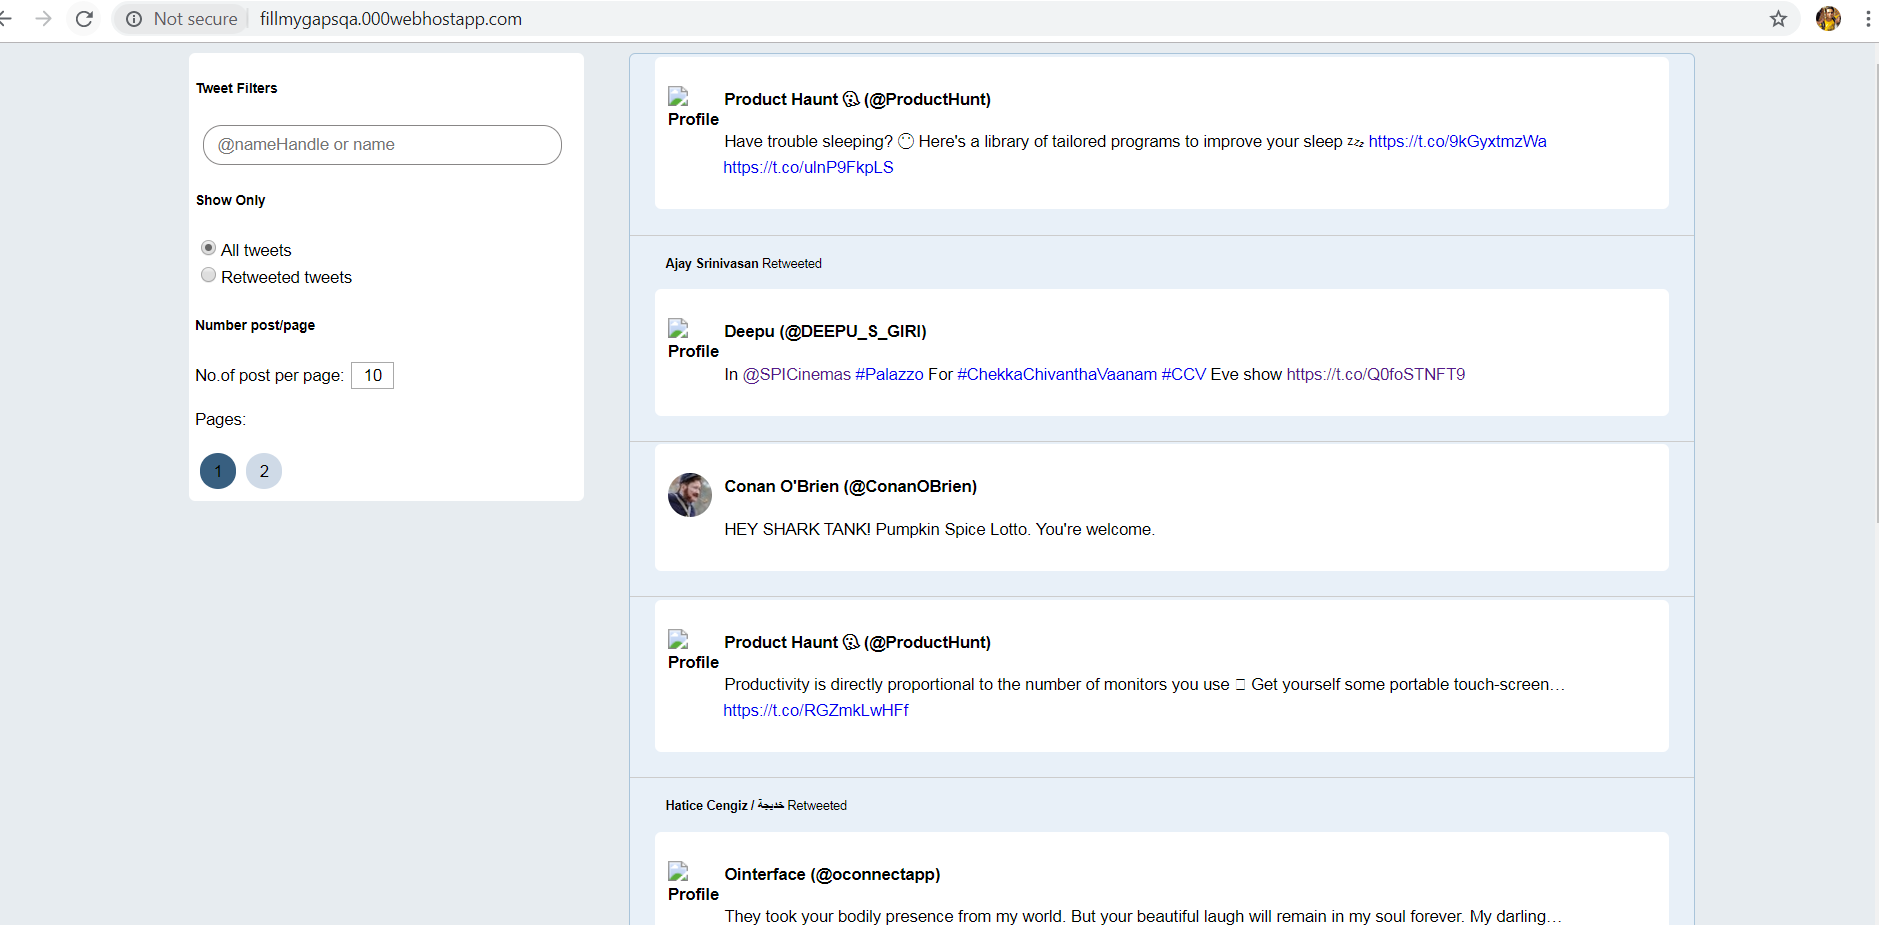 Not secure fillmygapsqa.000webhostapp.com
Tweet Filters
@nameHandle or name
Show Only
All tweets
Retweeted tweets
Number post/page
No.of post per page: 10
Pages:
1 2
Profile
Product Haunt (@ProductHunt)
Have trouble sleeping? 😶 Here's a library of tailored programs to improve your sleep 💤 https://t.co/9kGyxtmzWa
https://t.co/ulnP9FkpLS
Ajay Srinivasan Retweeted
Profile
Deepu (@DEEPU_S_GIRI)
In @SPICinemas #Palazzo For #ChekkaChivanthaVaanam #CCV Eve show https://t.co/Q0foSTNFT9
Conan O'Brien (@ConanOBrien)
HEY SHARK TANK! Pumpkin Spice Lotto. You're welcome.
Profile
Product Haunt (@ProductHunt)
Productivity is directly proportional to the number of monitors you use Get yourself some portable touch-screen…
https://t.co/RGZmkLwHFf
Hatice Cengiz / خديجة Retweeted
Profile
Ointerface (@oconnectapp)
They took your bodily presence from my world. But your beautiful laugh will remain in my soul forever. My darling…